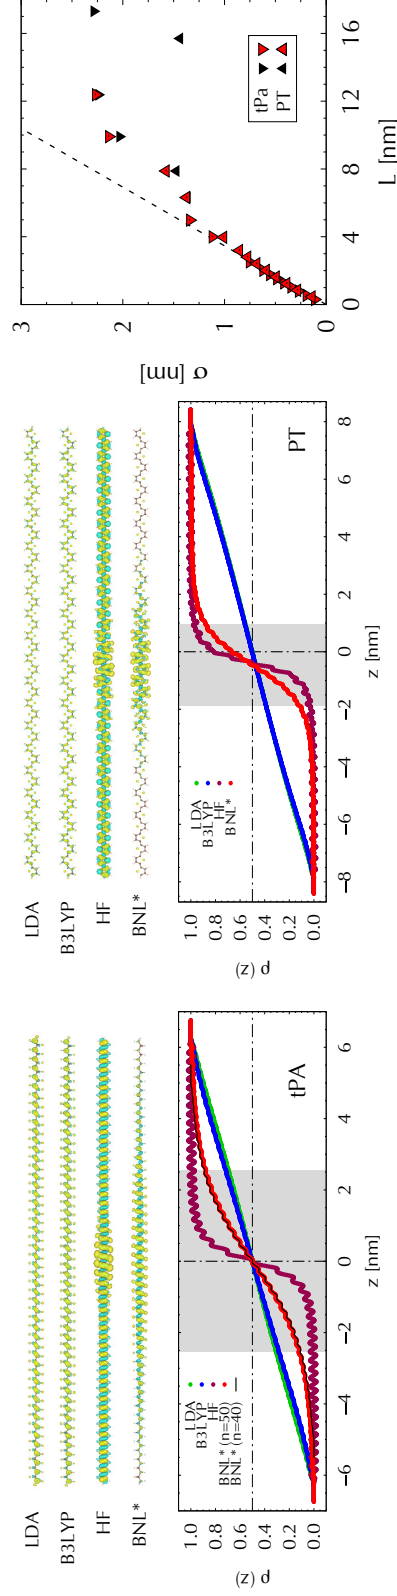 LDA
B3LYP
HF
BNL*
1.0
0.8
0.6
0.4
0.2
0.0
ρ (z)
LDA
B3LYP
HF
BNL* (n=50)
BNL* (n=40)
tPA
−6
−4
−2
0
2
4
6
z [nm]
LDA
B3LYP
HF
BNL*
1.0
0.8
0.6
0.4
0.2
0.0
ρ (z)
LDA
B3LYP
HF
BNL*
PT
−8
−6
−4
−2
0
2
4
6
8
z [nm]
3
2
1
0
σ [nm]
tPa
PT
0
4
8
12
16
L [nm]